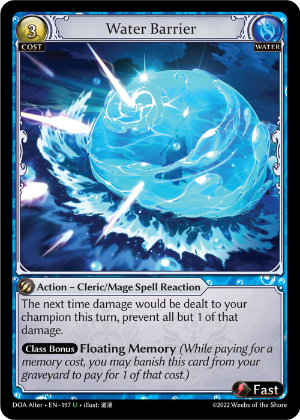 3
COST
Water Barrier
WATER
Action – Cleric/Mage Spell Reaction
The next time damage would be dealt to your
champion this turn, prevent all but 1 of that
damage.
Class Bonus Floating Memory (While paying for a
memory cost, you may banish this card from your
graveyard to pay for 1 of that cost.)
Fast
DOA Alter • EN-197 U • illust: 道滝
©2022 Weebs of the Shore